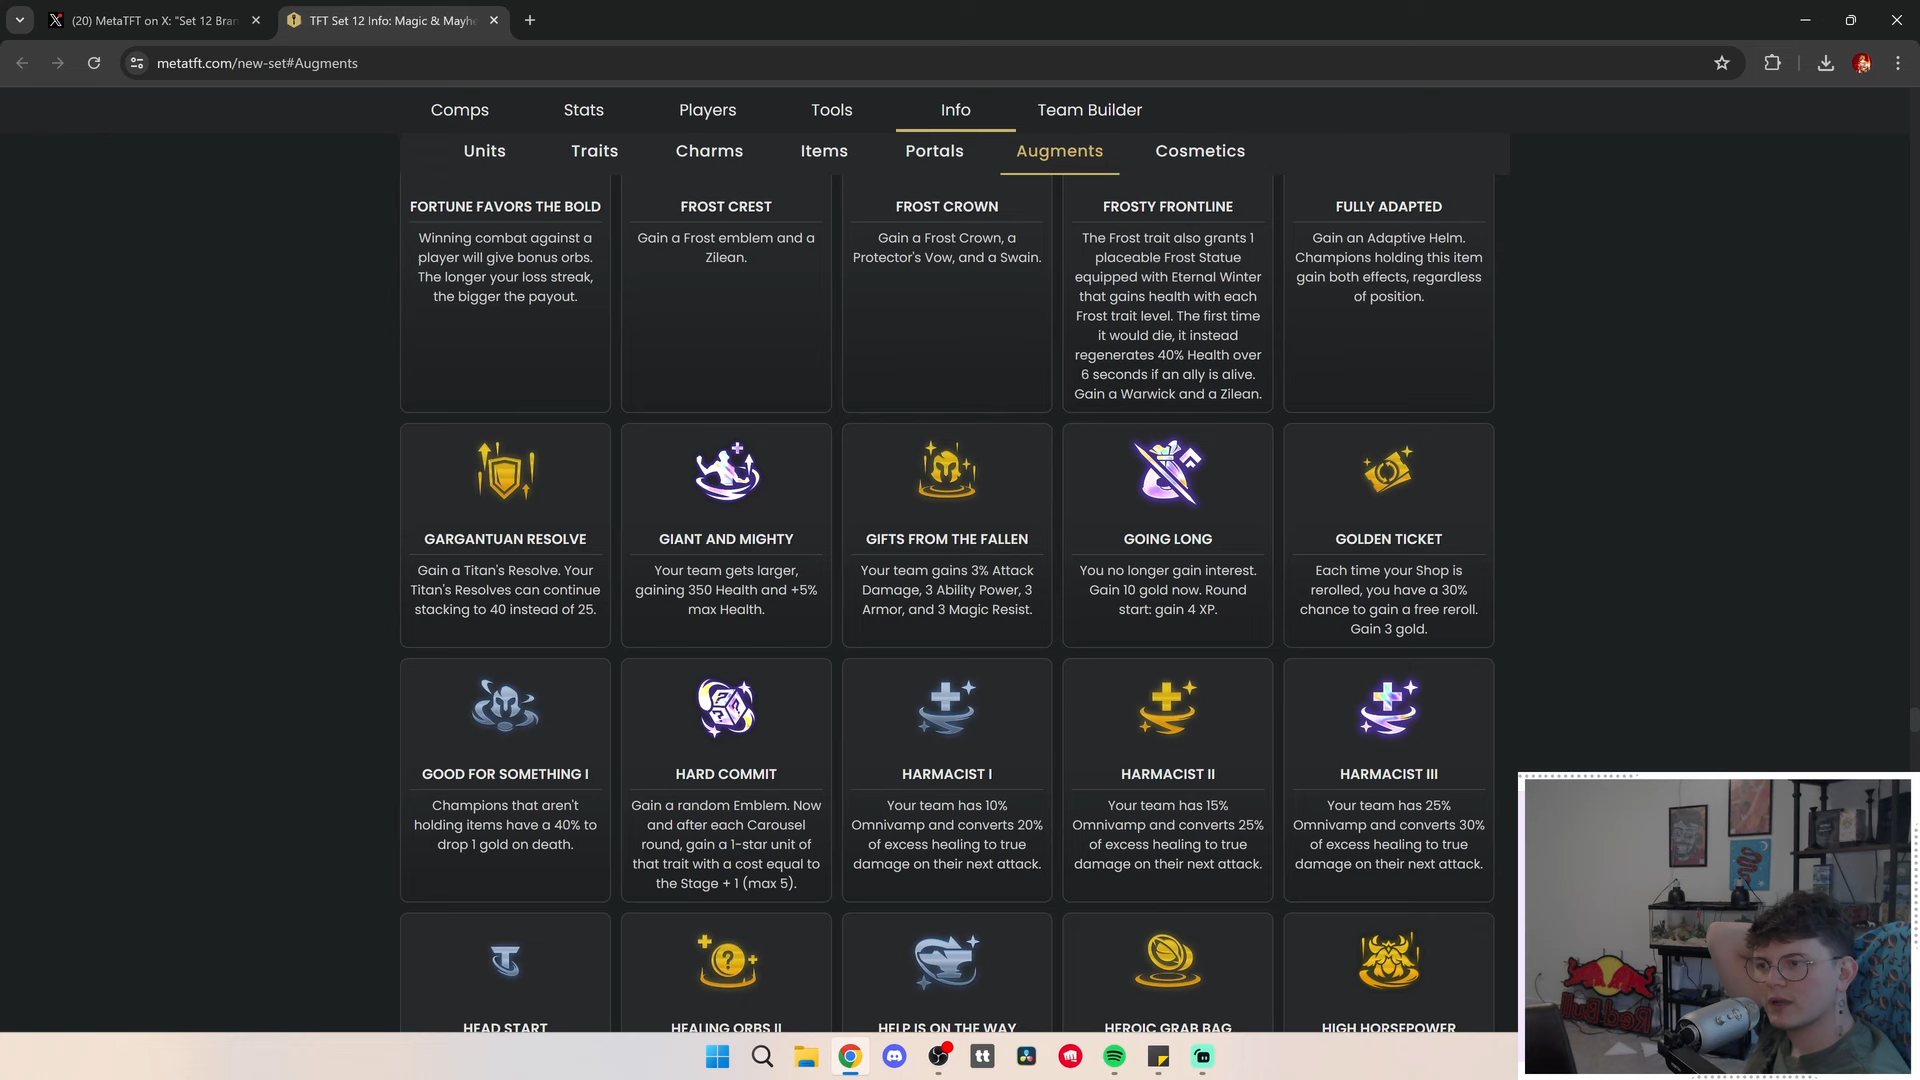 (20) MetaTFT on X: "Set 12 Bran
TFT Set 12 Info: Magic & Mayhe
metatft.com/new-set#Augments
Comps Stats Players Tools Info Team Builder
Units Traits Charms Items Portals Augments Cosmetics
FORTUNE FAVORS THE BOLD
Winning combat against a
player will give bonus orbs.
The longer your loss streak,
the bigger the payout.
FROST CREST
Gain a Frost emblem and a
Zilean.
FROST CROWN
Gain a Frost Crown, a
Protector's Vow, and a Swain.
FROSTY FRONTLINE
The Frost trait also grants 1
placeable Frost Statue
equipped with Eternal Winter
that gains health with each
Frost trait level. The first time
it would die, it instead
regenerates 40% Health over
6 seconds if an ally is alive.
Gain a Warwick and a Zilean.
FULLY ADAPTED
Gain an Adaptive Helm.
Champions holding this item
gain both effects, regardless
of position.
GARGANTUAN RESOLVE
Gain a Titan's Resolve. Your
Titan's Resolves can continue
stacking to 40 instead of 25.
GIANT AND MIGHTY
Your team gets larger,
gaining 350 Health and +5%
max Health.
GIFTS FROM THE FALLEN
Your team gains 3% Attack
Damage, 3 Ability Power, 3
Armor, and 3 Magic Resist.
GOING LONG
You no longer gain interest.
Gain 10 gold now. Round
start: gain 4 XP.
GOLDEN TICKET
Each time your Shop is
rerolled, you have a 30%
chance to gain a free reroll.
Gain 3 gold.
GOOD FOR SOMETHING I
Champions that aren't
holding items have a 40% to
drop 1 gold on death.
HARD COMMIT
Gain a random Emblem. Now
and after each Carousel
round, gain a 1-star unit of
that trait with a cost equal to
the Stage + 1 (max 5).
HARMACIST I
Your team has 10%
Omnivamp and converts 20%
of excess healing to true
damage on their next attack.
HARMACIST II
Your team has 15%
Omnivamp and converts 25%
of excess healing to true
damage on their next attack.
HARMACIST III
Your team has 25%
Omnivamp and converts 30%
of excess healing to true
damage on their next attack.
HEAD START
HEALING ORBS II
HELP IS ON THE WAY
HEROIC GRAB BAG
HIGH HORSEPOWER
tt
Red Bull